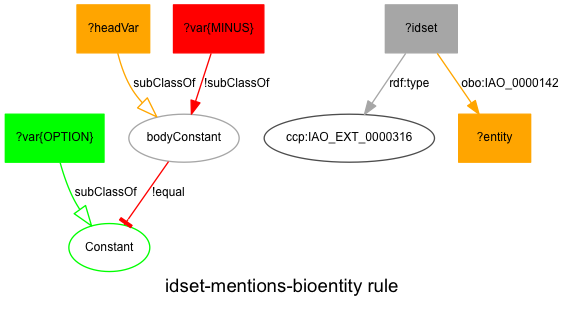 ?headVar
?var{MINUS}
?idset
subClassOf
!subClassOf
rdf:type
obo:IAO_0000142
?var{OPTION}
bodyConstant
ccp:IAO_EXT_0000316
?entity
subClassOf
!equal
Constant
idset-mentions-bioentity rule